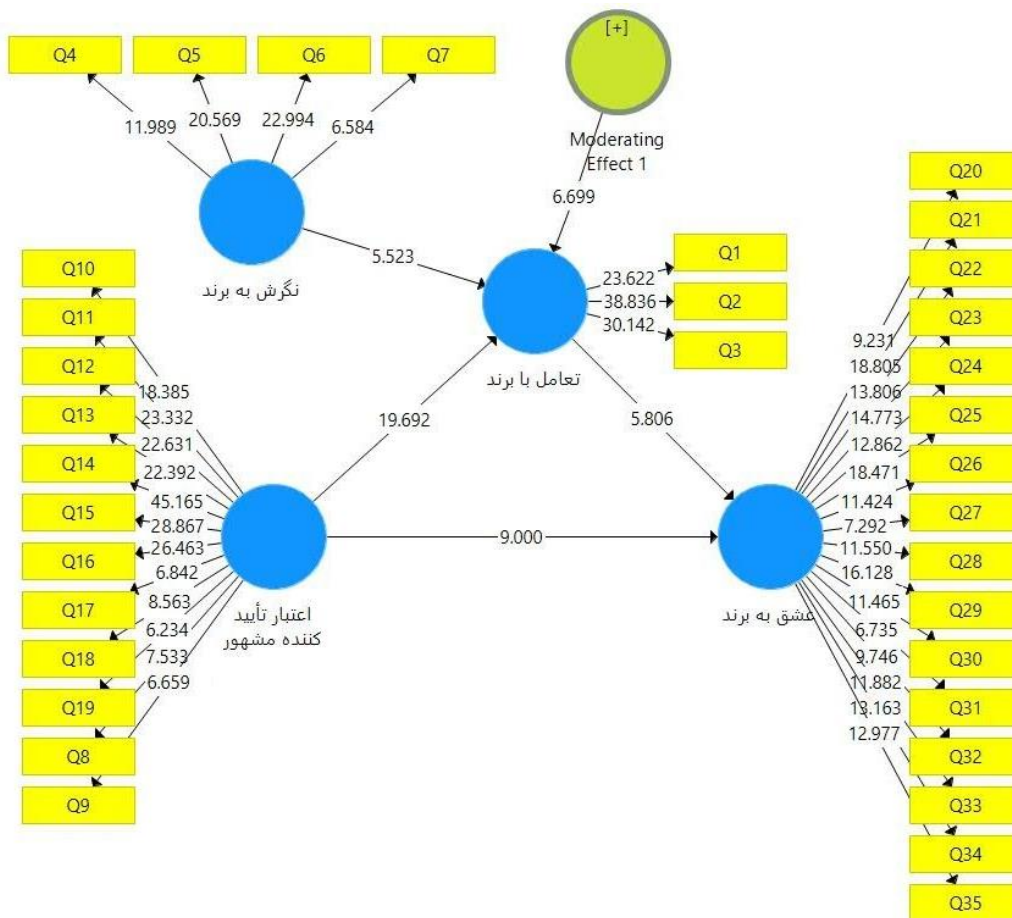 [+]
Q4
Q5
Q6
Q7
11.989
20.569
22.994
6.584
Moderating
Effect 1
6.699
نگرش به برند
5.523
Q1
Q2
Q3
23.622
38.836
30.142
تعامل با برند
Q10
Q11
Q12
Q13
Q14
Q15
Q16
Q17
Q18
Q19
Q8
Q9
18.385
23.332
22.631
22.392
45.165
28.867
26.463
6.842
8.563
6.234
7.533
6.659
اعتبار تأیید
کننده مشهور
19.692
9.000
5.806
عشق به برند
9.231
18.805
13.806
14.773
12.862
18.471
11.424
7.292
11.550
16.128
11.465
6.735
9.746
11.882
13.163
12.977
Q20
Q21
Q22
Q23
Q24
Q25
Q26
Q27
Q28
Q29
Q30
Q31
Q32
Q33
Q34
Q35